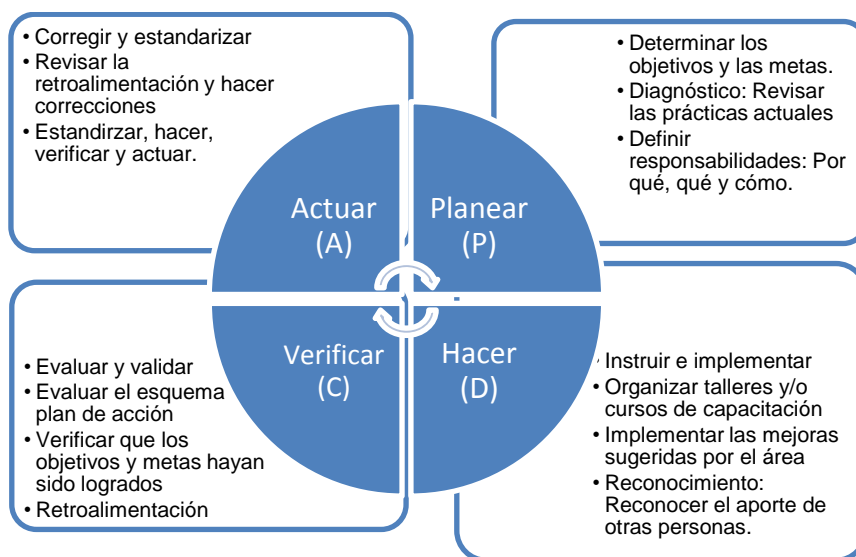 • Corregir y estandarizar
• Revisar la
retroalimentación y hacer
correcciones
• Estandirzar, hacer,
verificar y actuar.
• Determinar los
objetivos y las metas.
• Diagnóstico: Revisar
las prácticas actuales
• Definir
responsabilidades: Por
qué, qué y cómo.
Actuar
(A)
Planear
(P)
Verificar
(C)
Hacer
(D)
• Evaluar y validar
• Evaluar el esquema
plan de acción
• Verificar que los
objetivos y metas hayan
sido logrados
• Retroalimentación
• Instruir e implementar
• Organizar talleres y/o
cursos de capacitación
• Implementar las mejoras
sugeridas por el área
• Reconocimiento:
Reconocer el aporte de
otras personas.